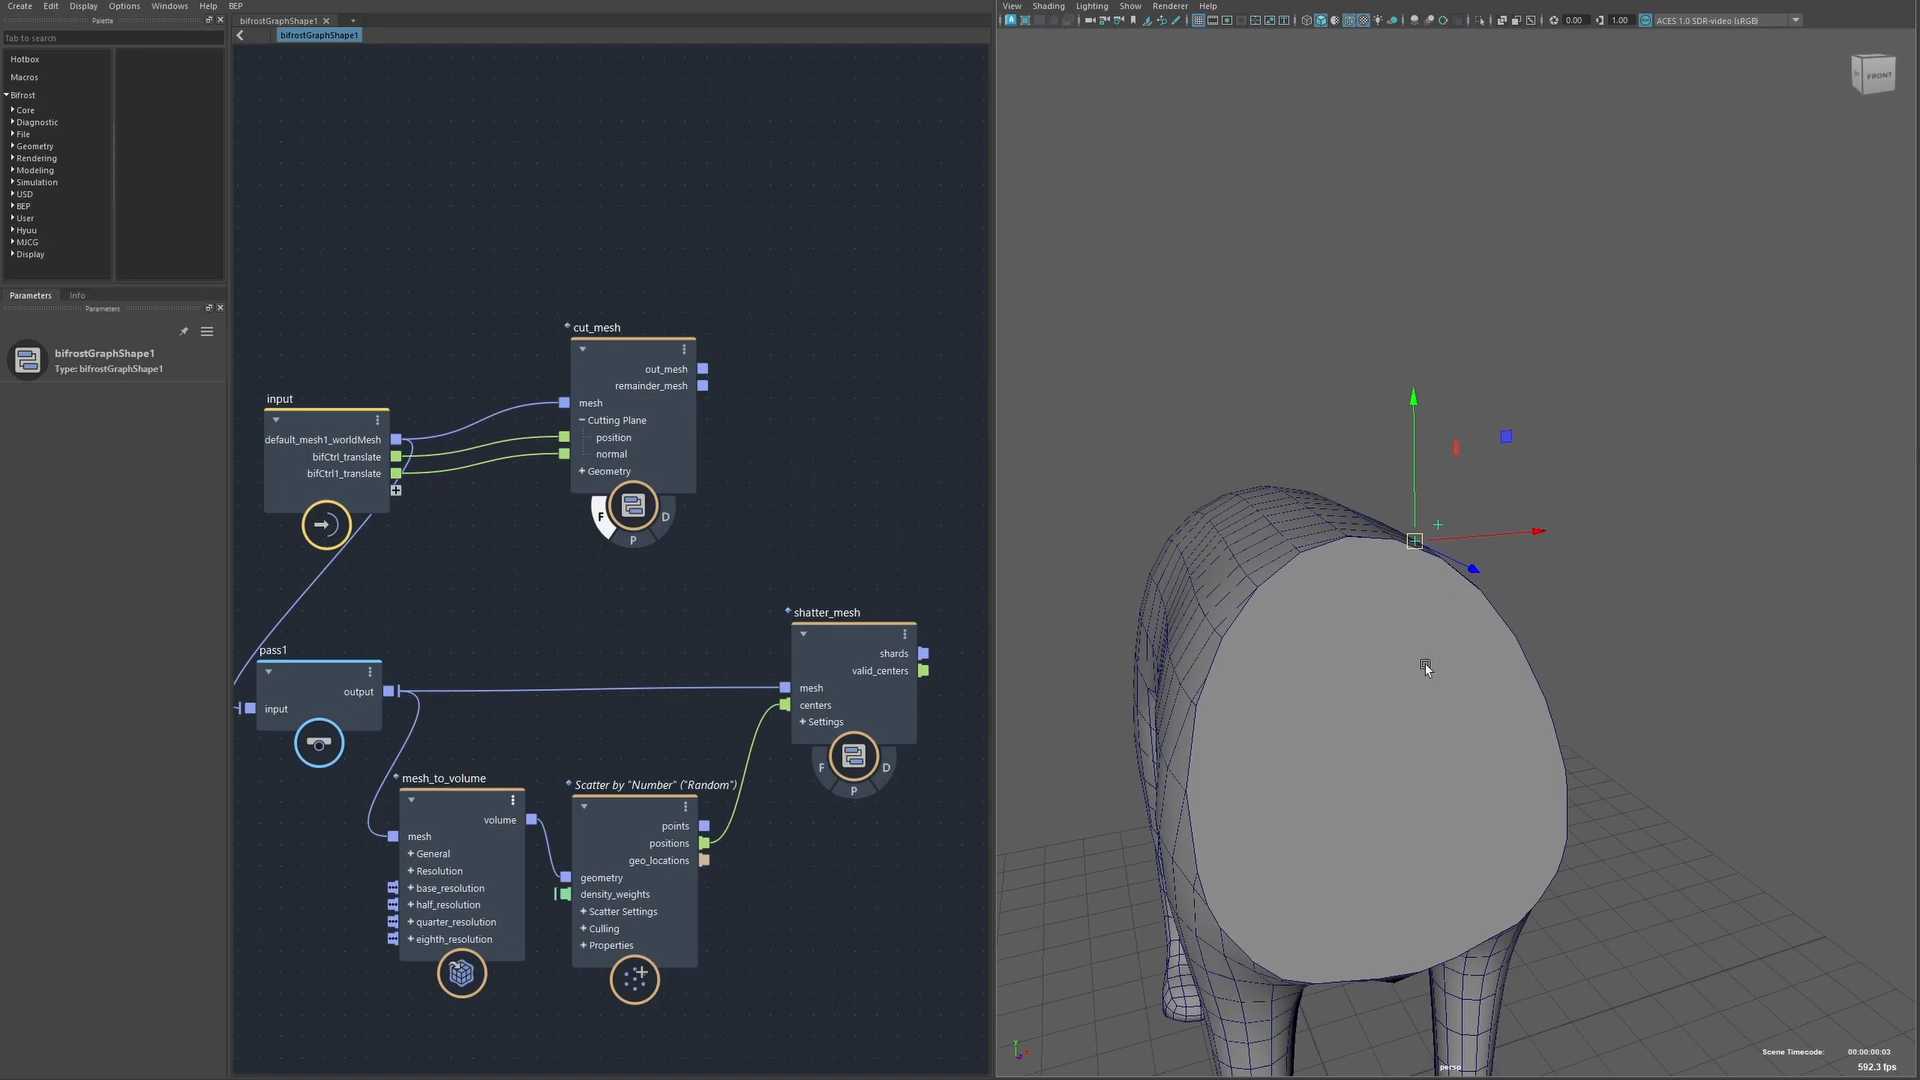 Create Edit Display Options Windows Help BEP
Palette
Tab to search
Hotbox
Macros
Bifrost
Core
Diagnostic
File
Geometry
Rendering
Modeling
Simulation
USD
BEP
User
Hyuu
MJCG
Display
Parameters Info
Parameters
bifrostGraphShape1
Type: bifrostGraphShape1
bifrostGraphShape1
bifrostGraphShape1
cut_mesh
out_mesh
remainder_mesh
mesh
Cutting Plane
position
normal
Geometry
F
D
P
input
default_mesh1_worldMesh
bifCtrl_translate
bifCtrl1_translate
pass1
output
input
shatter_mesh
shards
valid_centers
mesh
centers
Settings
F
D
P
mesh_to_volume
volume
mesh
General
Resolution
base_resolution
half_resolution
quarter_resolution
eighth_resolution
Scatter by "Number" ("Random")
points
positions
geo_locations
geometry
density_weights
Scatter Settings
Culling
Properties
View Shading Lighting Show Renderer Help
0.00 1.00 ACES 1.0 SDR-video (sRGB)
FRONT
Scene Timecode: 00:00:00:03
persp
592.3 fps